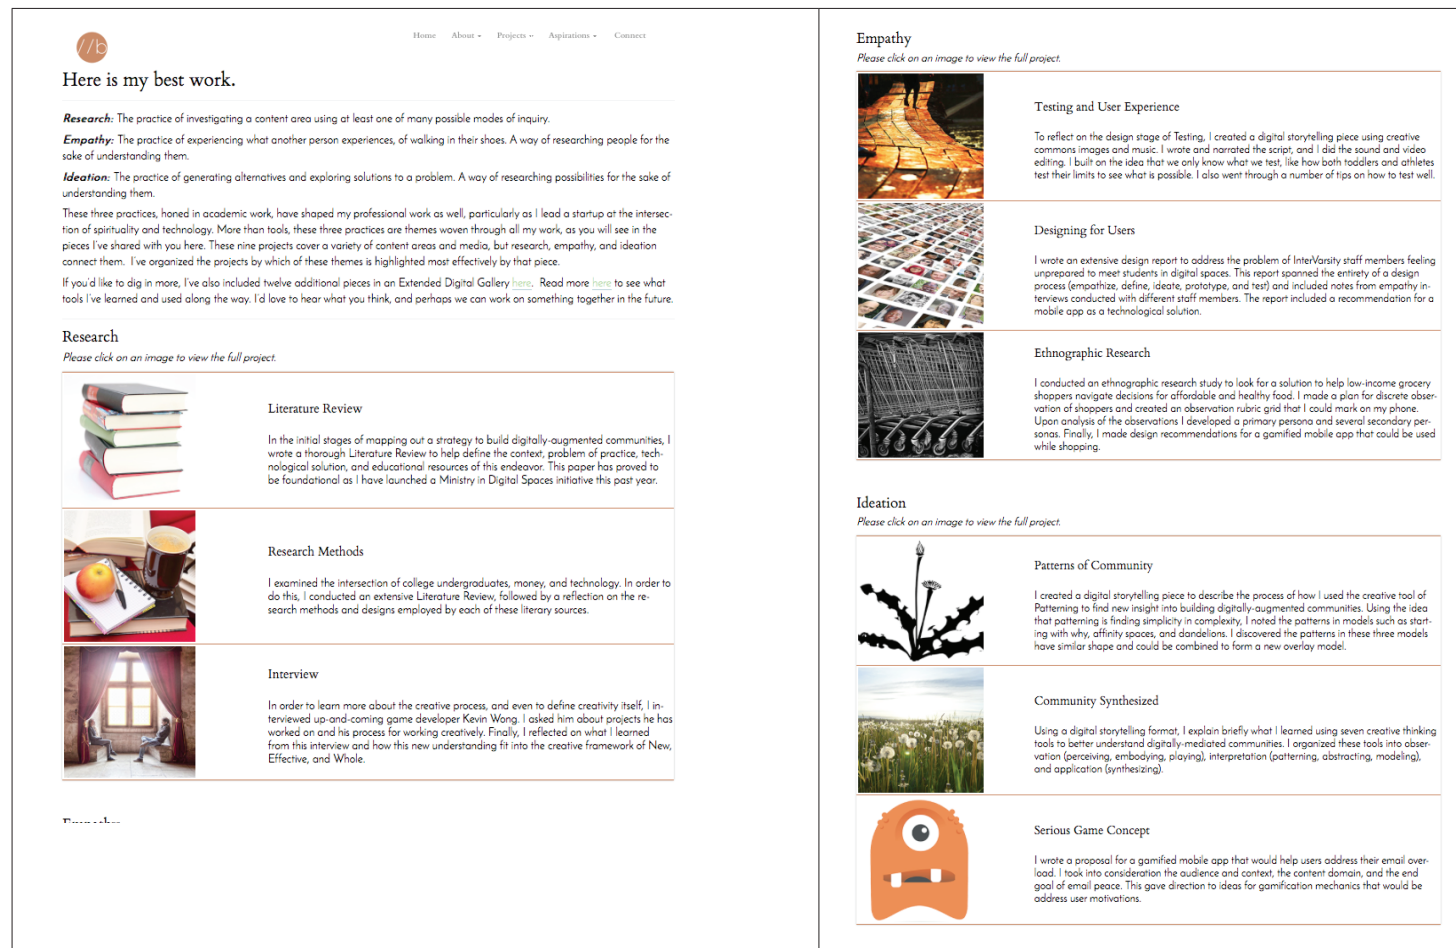 //b
Home About Projects Aspirations Connect
Here is my best work.
Research: The practice of investigating a content area using at least one of many possible modes of inquiry.
Empathy: The practice of experiencing what another person experiences, of walking in their shoes. A way of researching people for the
sake of understanding them.
Ideation: The practice of generating alternatives and exploring solutions to a problem. A way of researching possibilities for the sake of
understanding them.
These three practices, honed in academic work, have shaped my professional work as well, particularly as I lead a startup at the intersec-
tion of spirituality and technology. More than tools, these three practices are themes woven through all my work, as you will see in the
pieces I've shared with you here. These nine projects cover a variety of content areas and media, but research, empathy, and ideation
connect them. I've organized the projects by which of these themes is highlighted most effectively by that piece.
If you'd like to dig in more, I've also included twelve additional pieces in an Extended Digital Gallery here. Read more here to see what
tools I've learned and used along the way. I'd love to hear what you think, and perhaps we can work on something together in the future.
Research
Please click on an image to view the full project.
Literature Review
In the initial stages of mapping out a strategy to build digitally-augmented communities, I
wrote a thorough Literature Review to help define the context, problem of practice, tech-
nological solution, and educational resources of this endeavor. This paper has proved to
be foundational as I have launched a Ministry in Digital Spaces initiative this past year.
Research Methods
I examined the intersection of college undergraduates, money, and technology. In order to
do this, I conducted an extensive Literature Review, followed by a reflection on the re-
search methods and designs employed by each of these literary sources.
Interview
In order to learn more about the creative process, and even to define creativity itself, I in-
terviewed up-and-coming game developer Kevin Wong. I asked him about projects he has
worked on and his process for working creatively. Finally, I reflected on what I learned
from this interview and how this new understanding fit into the creative framework of New,
Effective, and Whole.
Empathy
Please click on an image to view the full project.
Testing and User Experience
To reflect on the design stage of Testing, I created a digital storytelling piece using creative
commons images and music. I wrote and narrated the script, and I did the sound and video
editing. I built on the idea that we only know what we test, like how both toddlers and athletes
test their limits to see what is possible. I also went through a number of tips on how to test well.
Designing for Users
I wrote an extensive design report to address the problem of InterVarsity staff members feeling
unprepared to meet students in digital spaces. This report spanned the entirety of a design
process (empathize, define, ideate, prototype, and test) and included notes from empathy in-
terviews conducted with different staff members. The report included a recommendation for a
mobile app as a technological solution.
Ethnographic Research
I conducted an ethnographic research study to look for a solution to help low-income grocery
shoppers navigate decisions for affordable and healthy food. I made a plan for discrete obser-
vation of shoppers and created an observation rubric grid that I could mark on my phone.
Upon analysis of the observations I developed a primary persona and several secondary per-
sonas. Finally, I made design recommendations for a gamified mobile app that could be used
while shopping.
Ideation
Please click on an image to view the full project.
Patterns of Community
I created a digital storytelling piece to describe the process of how I used the creative tool of
Patterning to find new insight into building digitally-augmented communities. Using the idea
that patterning is finding simplicity in complexity, I noted the patterns in models such as start-
ing with why, affinity spaces, and dandelions. I discovered the patterns in these three models
have similar shape and could be combined to form a new overlay model.
Community Synthesized
Using a digital storytelling format, I explain briefly what I learned using seven creative thinking
tools to better understand digitally-mediated communities. I organized these tools into obser-
vation (perceiving, embodying, playing), interpretation (patterning, abstracting, modeling),
and application (synthesizing).
Serious Game Concept
I wrote a proposal for a gamified mobile app that would help users address their email over-
load. I took into consideration the audience and context, the content domain, and the end
goal of email peace. This gave direction to ideas for gamification mechanics that would be
address user motivations.